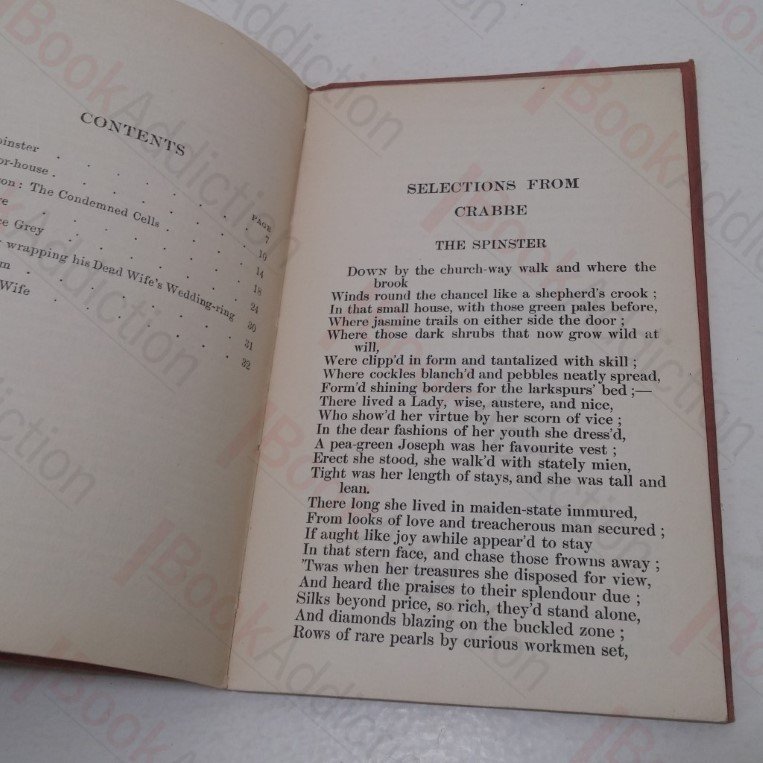 CONTENTS
PAGE
pinster . . . . . . 7
or-house . . . . . . 10
on: The Condemned Cells . . . 14
re . . . . . . 18
ce Grey . . . . . . 24
wrapping his Dead Wife's Wedding-ring 30
m . . . . . . 31
Wife . . . . . . 32
SELECTIONS FROM
CRABBE
THE SPINSTER
Down by the church-way walk and where the
brook
Winds round the chancel like a shepherd's crook ;
In that small house, with those green pales before,
Where jasmine trails on either side the door ;
Where those dark shrubs that now grow wild at
will,
Were clipp'd in form and tantalized with skill ;
Where cockles blanch'd and pebbles neatly spread,
Form'd shining borders for the larkspurs' bed ;—
There lived a Lady, wise, austere, and nice,
Who show'd her virtue by her scorn of vice ;
In the dear fashions of her youth she dress'd,
A pea-green Joseph was her favourite vest ;
Erect she stood, she walk'd with stately mien,
Tight was her length of stays, and she was tall and
lean.
There long she lived in maiden-state immured,
From looks of love and treacherous man secured ;
If aught like joy awhile appear'd to stay
In that stern face, and chase those frowns away ;
'Twas when her treasures she disposed for view,
And heard the praises to their splendour due ;
Silks beyond price, so rich, they'd stand alone,
And diamonds blazing on the buckled zone ;
Rows of rare pearls by curious workmen set,
BookAddiction